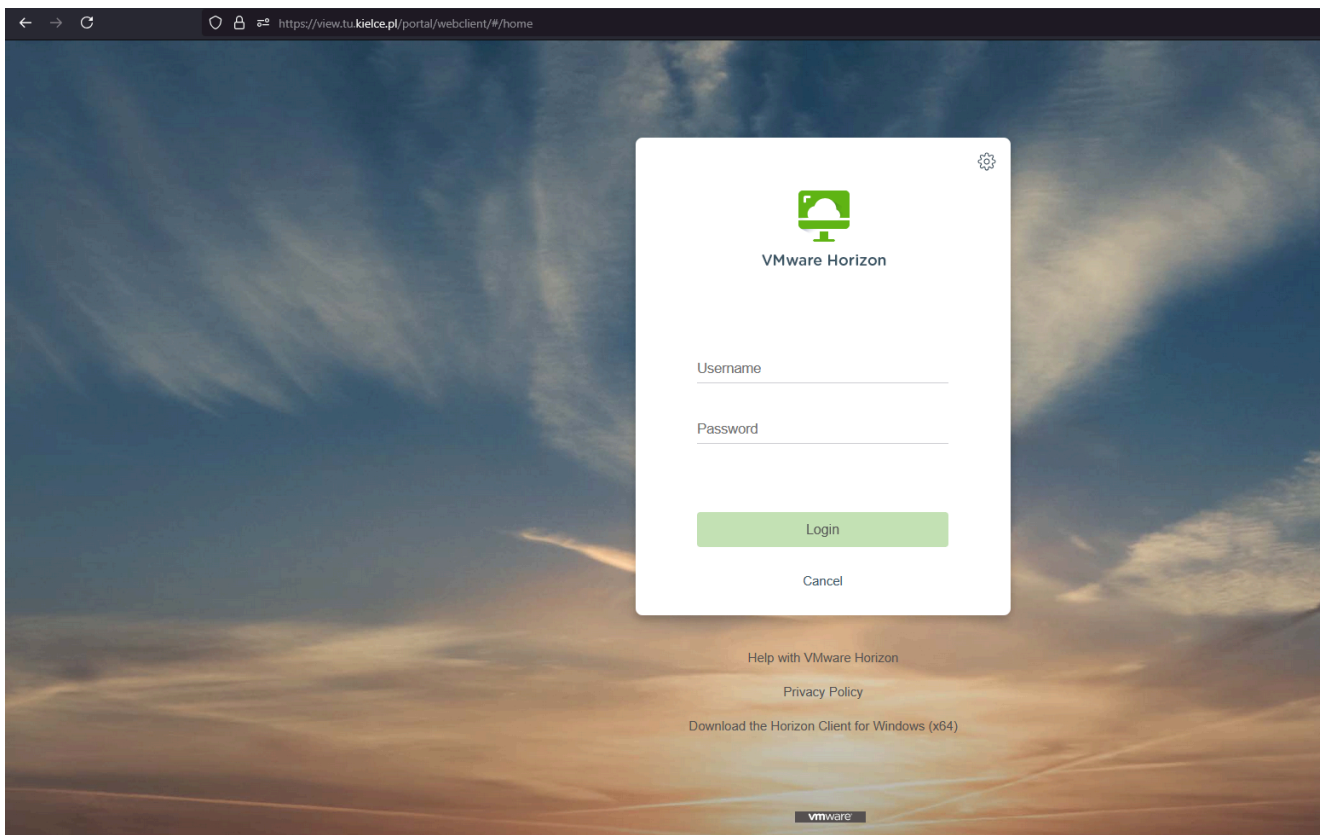 https://view.tu.kielce.pl/portal/webclient/#/home
VMware Horizon
Username
Password
Login
Cancel
Help with VMware Horizon
Privacy Policy
Download the Horizon Client for Windows (x64)
vmware